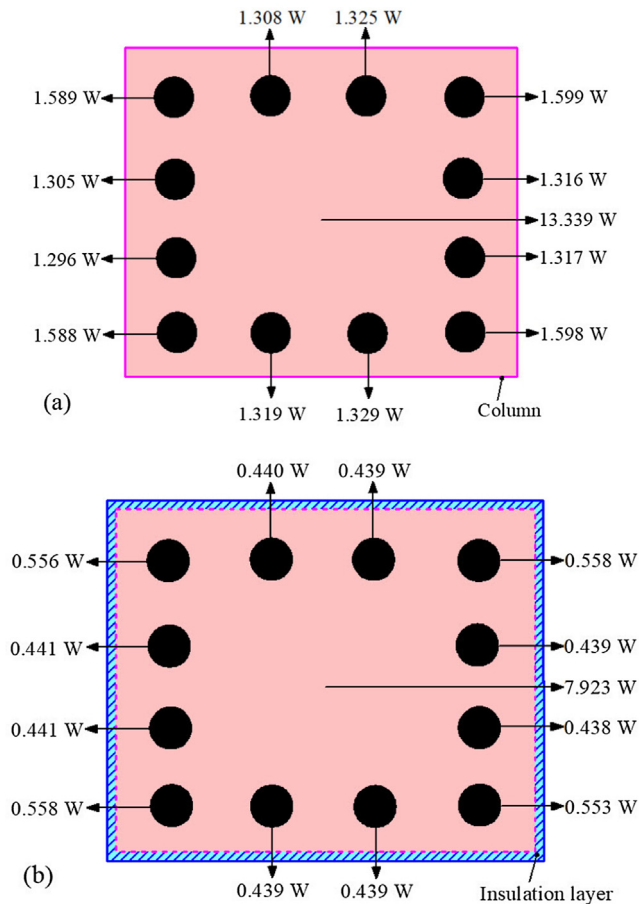 1.308 W 1.325 W
1.589 W 1.599 W
1.305 W 1.316 W
13.339 W
1.296 W 1.317 W
1.588 W 1.598 W
(a) 1.319 W 1.329 W Column
0.440 W 0.439 W
0.556 W 0.558 W
0.441 W 0.439 W
7.923 W
0.441 W 0.438 W
0.558 W 0.553 W
(b) 0.439 W 0.439 W Insulation layer